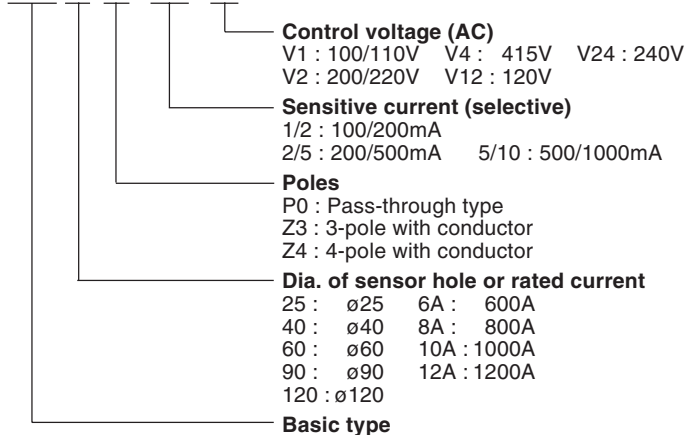 Control voltage (AC)
V1 : 100/110V V4 : 415V V24 : 240V
V2 : 200/220V V12 : 120V
Sensitive current (selective)
1/2 : 100/200mA
2/5 : 200/500mA 5/10 : 500/1000mA
Poles
P0 : Pass-through type
Z3 : 3-pole with conductor
Z4 : 4-pole with conductor
Dia. of sensor hole or rated current
25 : ø25 6A : 600A
40 : ø40 8A : 800A
60 : ø60 10A : 1000A
90 : ø90 12A : 1200A
120 : ø120
Basic type